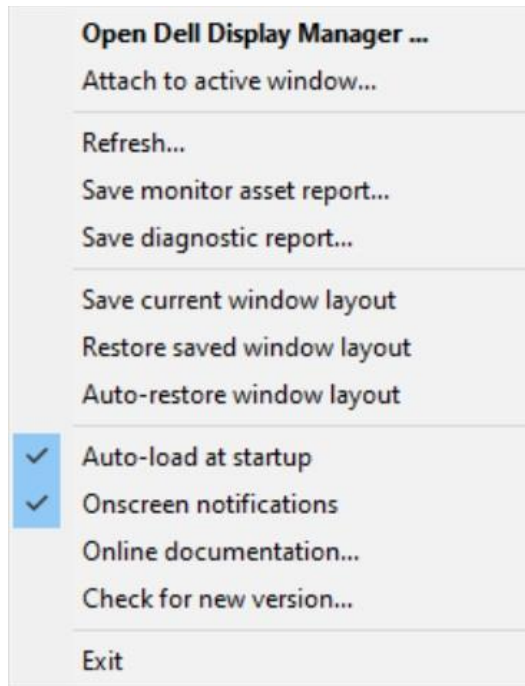 Open Dell Display Manager ...
Attach to active window...
Refresh...
Save monitor asset report...
Save diagnostic report...
Save current window layout
Restore saved window layout
Auto-restore window layout
Auto-load at startup
Onscreen notifications
Online documentation...
Check for new version...
Exit